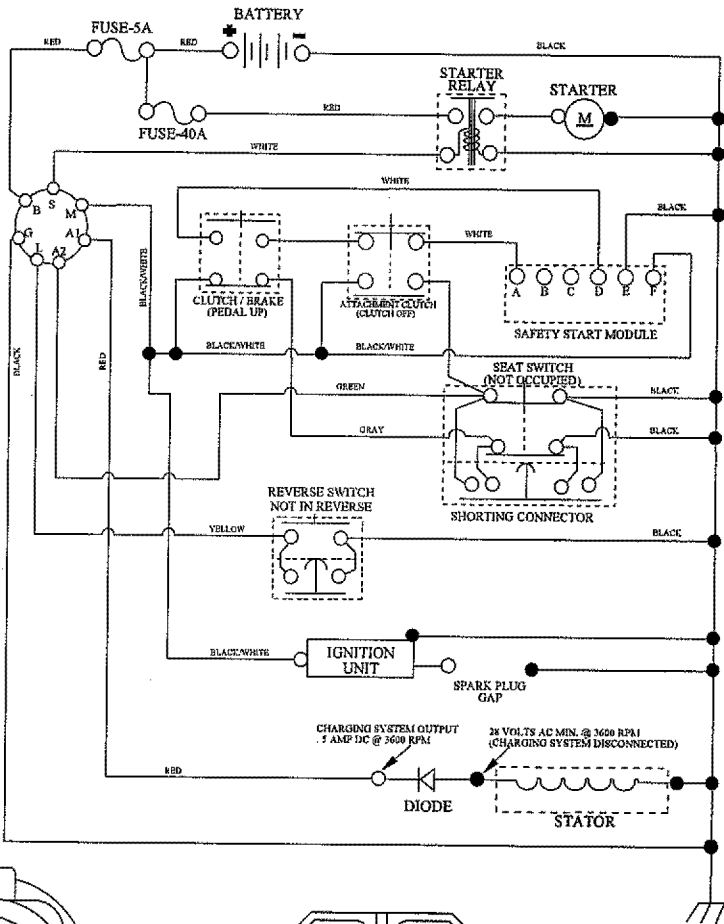 BATTERY
FUSE-5A
RED
RED
BLACK
STARTER
RELAY
STARTER
RED
M
FUSE-40A
WHITE
WHITE
B
S
M
G
A1
L
A2
BLACK
WHITE
BLACK/WHITE
CLUTCH / BRAKE
(PEDAL UP)
ATTACHMENT CLUTCH
(CLUTCH OFF)
A B C D E F
SAFETY START MODULE
BLACK/WHITE
BLACK/WHITE
BLACK
RED
SEAT SWITCH
(NOT OCCUPIED)
GREEN
BLACK
GRAY
BLACK
REVERSE SWITCH
NOT IN REVERSE
SHORTING CONNECTOR
YELLOW
BLACK
BLACK/WHITE
IGNITION
UNIT
SPARK PLUG
GAP
CHARGING SYSTEM OUTPUT
.5 AMP DC @ 3600 RPM
28 VOLTS AC MIN. @ 3600 RPM
(CHARGING SYSTEM DISCONNECTED)
RED
DIODE
STATOR